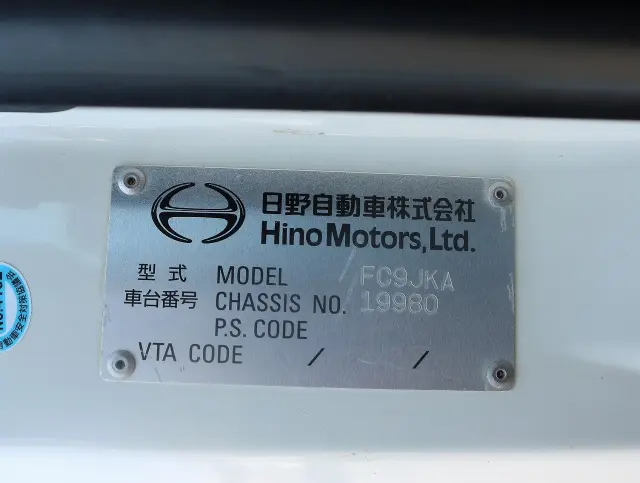 日野自動車株式会社
Hino Motors, Ltd.
型式 MODEL FC9JKA
車台番号 CHASSIS NO. 19980
P.S. CODE
VTA CODE / /